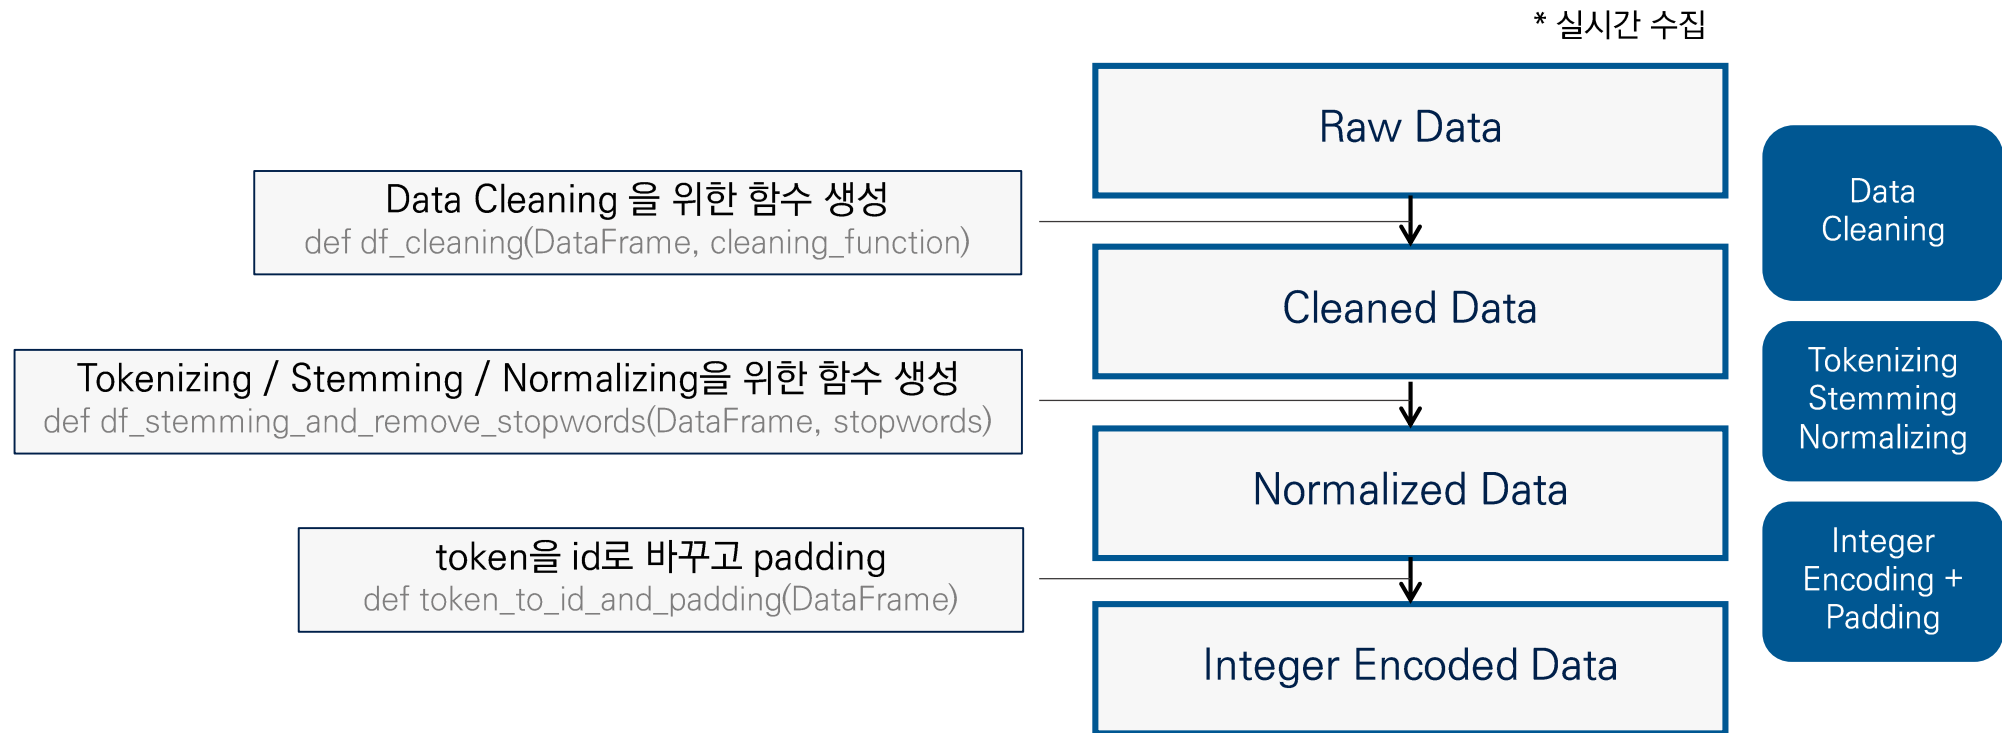 * 실시간 수집
Raw Data
Data Cleaning 을 위한 함수 생성
def df_cleaning(DataFrame, cleaning_function)
Data
Cleaning
Cleaned Data
Tokenizing / Stemming / Normalizing을 위한 함수 생성
def df_stemming_and_remove_stopwords(DataFrame, stopwords)
Tokenizing
Stemming
Normalizing
Normalized Data
token을 id로 바꾸고 padding
def token_to_id_and_padding(DataFrame)
Integer
Encoding +
Padding
Integer Encoded Data